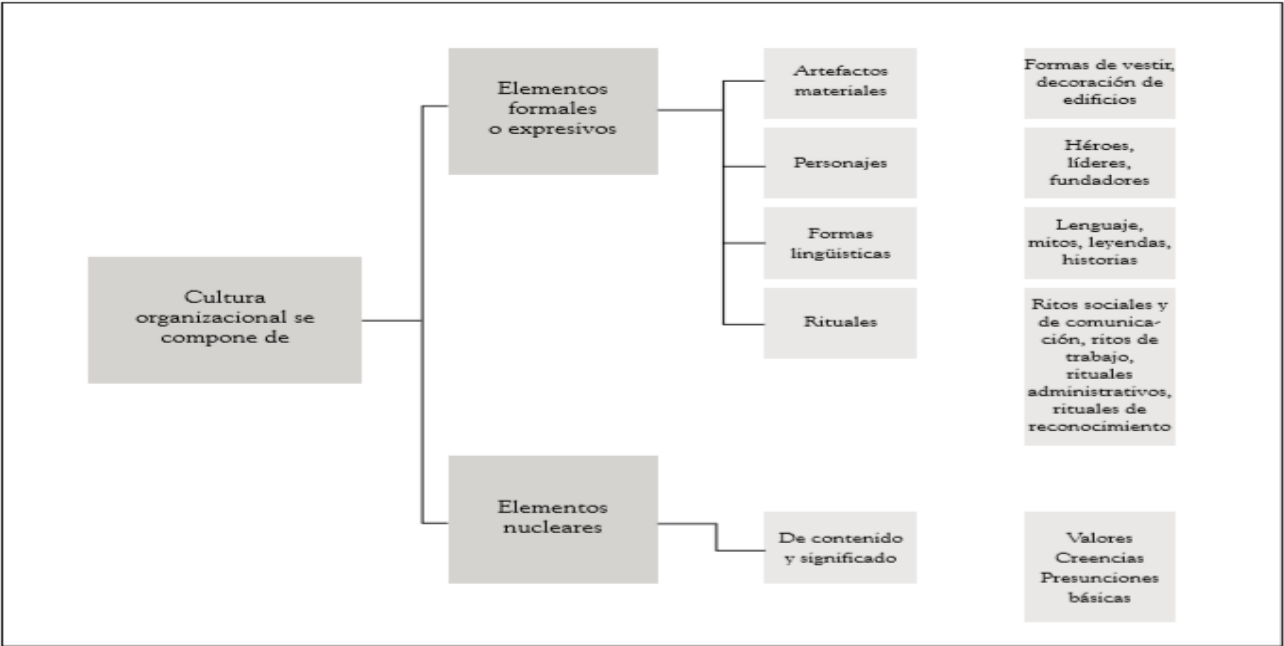 Cultura
organizacional se
compone de
Elementos
formales
o expresivos
Artefactos
materiales
Formas de vestir,
decoración de
edificios
Personajes
Héroes,
líderes,
fundadores
Formas
lingüisticas
Lenguaje,
mitos, leyendas,
historias
Rituales
Ritos sociales y
de comunica-
ción, ritos de
trabajo,
rituales
administrativos,
rituales de
reconocimiento
Elementos
nucleares
De contenido
y significado
Valores
Creencias
Presunciones
básicas